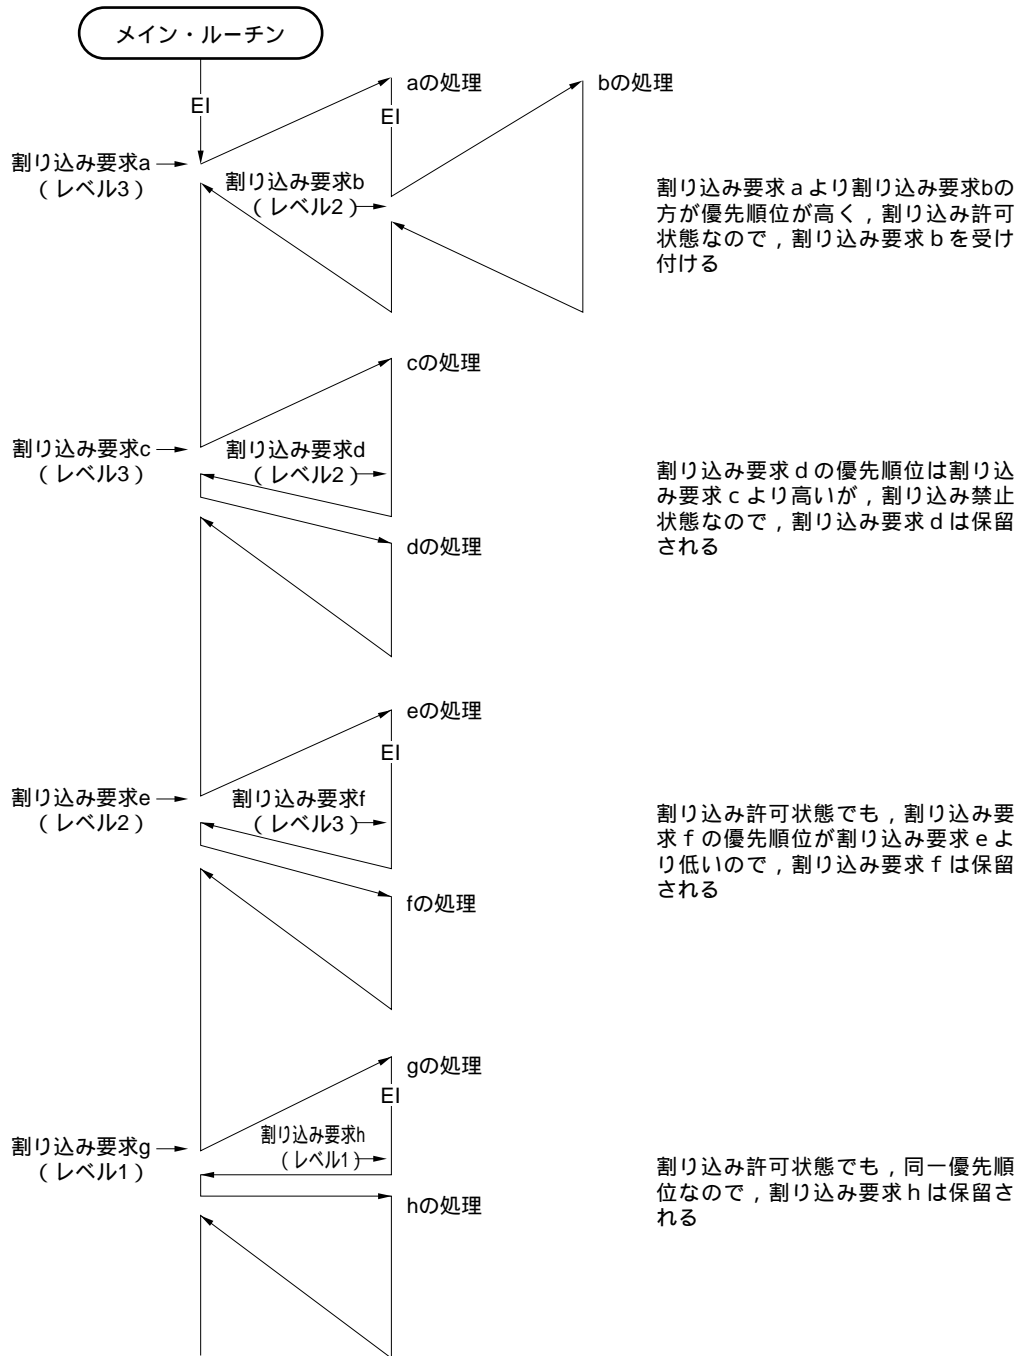 メイン・ルーチン
EI
aの処理
EI
bの処理
割り込み要求a
（レベル3）
割り込み要求b
（レベル2）
割り込み要求ａより割り込み要求bの
方が優先順位が高く，割り込み許可
状態なので，割り込み要求ｂを受け
付ける
cの処理
割り込み要求c
（レベル3）
割り込み要求d
（レベル2）
割り込み要求ｄの優先順位は割り込
み要求ｃより高いが，割り込み禁止
状態なので，割り込み要求ｄは保留
される
dの処理
eの処理
EI
割り込み要求e
（レベル2）
割り込み要求f
（レベル3）
割り込み許可状態でも，割り込み要
求ｆの優先順位が割り込み要求ｅよ
り低いので，割り込み要求ｆは保留
される
fの処理
gの処理
EI
割り込み要求g
（レベル1）
割り込み要求h
（レベル1）
割り込み許可状態でも，同一優先順
位なので，割り込み要求ｈは保留さ
れる
hの処理